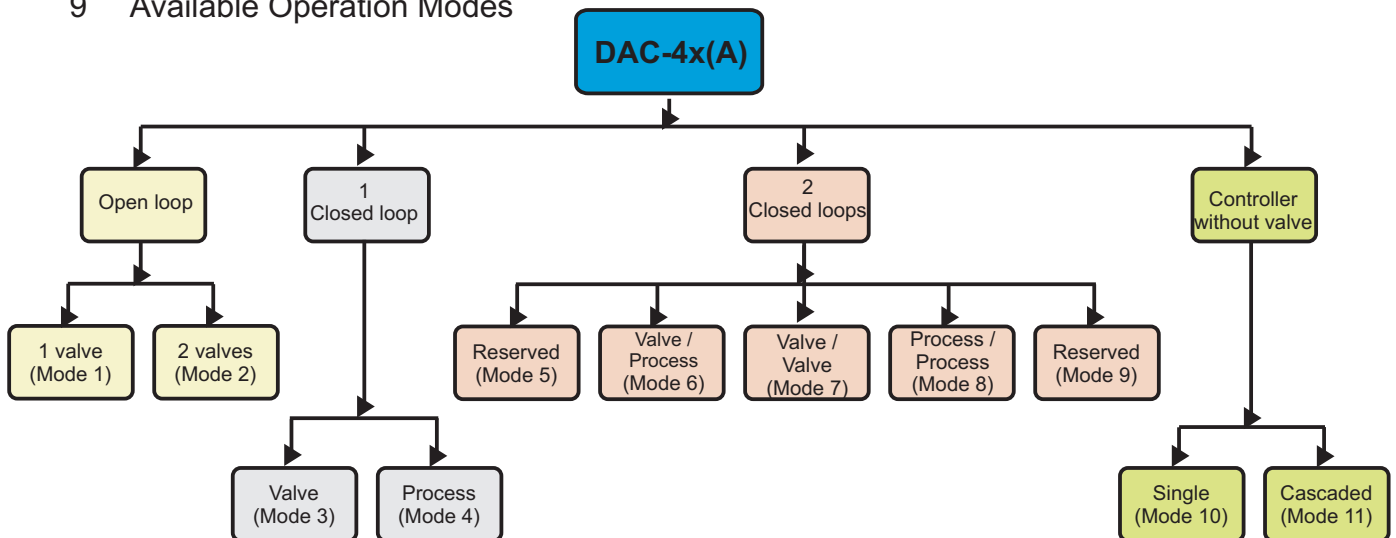 9 Available Operation Modes
DAC-4x(A)
Open loop
1
Closed loop
2
Closed loops
Controller
without valve
1 valve
(Mode 1)
2 valves
(Mode 2)
Reserved
(Mode 5)
Valve /
Process
(Mode 6)
Valve /
Valve
(Mode 7)
Process /
Process
(Mode 8)
Reserved
(Mode 9)
Valve
(Mode 3)
Process
(Mode 4)
Single
(Mode 10)
Cascaded
(Mode 11)